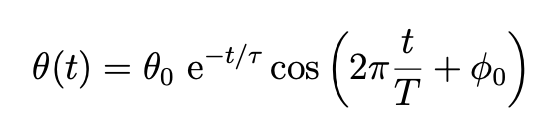 θ(t) = θ₀ e^{−t/τ} cos(2π t/T + ϕ₀)